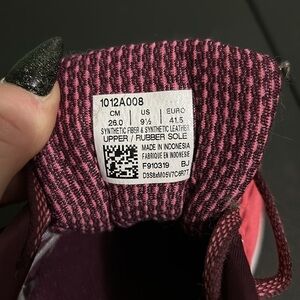 1012A008
CM | US | EURO
26.0 | 9½ | 41.5
SYNTHETIC FIBER & SYNTHETIC LEATHER
UPPER / RUBBER SOLE
MADE IN INDONESIA
FABRIQUE EN INDONESIE
F910319 BJ